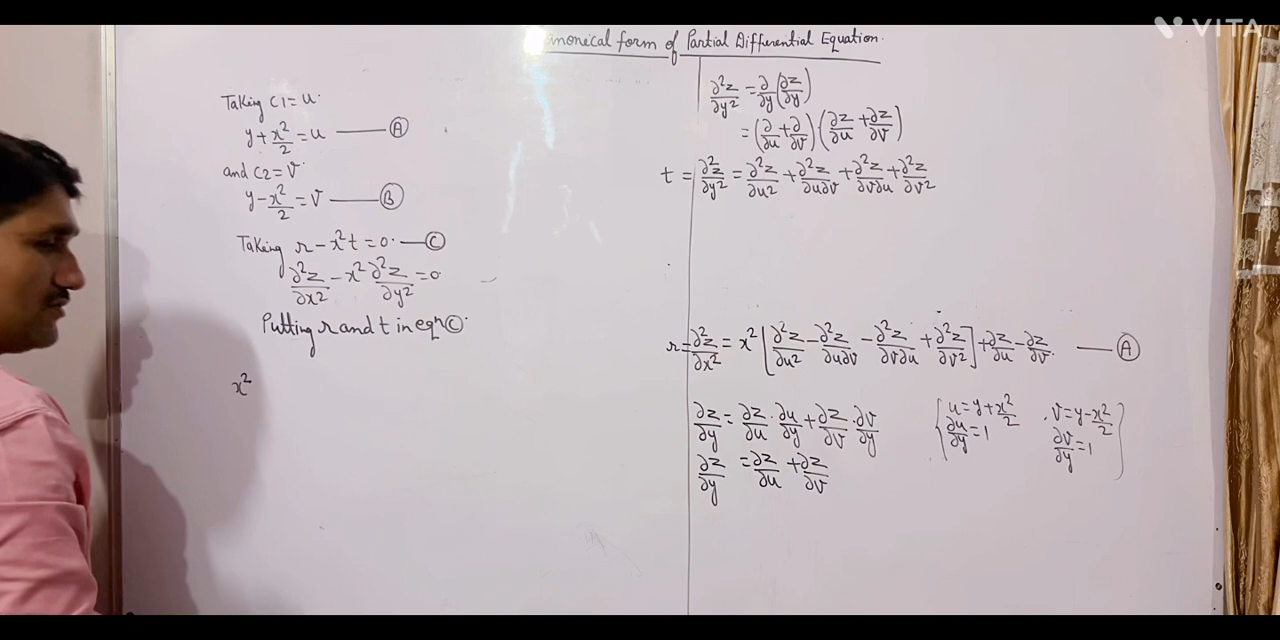 VITA
anonical form of Partial Differential Equation.
Taking C1=u.
y+x²/2=u —— Ⓐ
and C2=v
y-x²/2=v —— Ⓑ
Taking r-x²t=0. —— Ⓒ
∂²z/∂x² - x² ∂²z/∂y² = 0
Putting r and t in eqn Ⓒ.
x²
∂²z/∂y² = ∂/∂y (∂z/∂y)
= (∂/∂u + ∂/∂v) (∂z/∂u + ∂z/∂v)
t = ∂²z/∂y² = ∂²z/∂u² + ∂²z/∂u∂v + ∂²z/∂v∂u + ∂²z/∂v²
r = ∂²z/∂x² = x² [∂²z/∂u² - ∂²z/∂u∂v - ∂²z/∂v∂u + ∂²z/∂v²] + ∂z/∂u - ∂z/∂v. —— Ⓐ
∂z/∂y = ∂z/∂u . ∂u/∂y + ∂z/∂v . ∂v/∂y
∂z/∂y = ∂z/∂u + ∂z/∂v
{u=y+x²/2 , v=y-x²/2
∂u/∂y=1 ∂v/∂y=1}